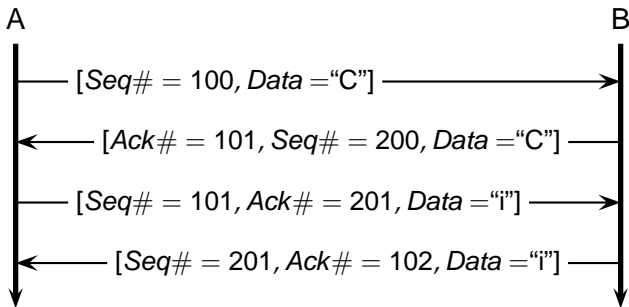 A B
[Seq# = 100, Data =“C”]
[Ack# = 101, Seq# = 200, Data =“C”]
[Seq# = 101, Ack# = 201, Data =“i”]
[Seq# = 201, Ack# = 102, Data =“i”]